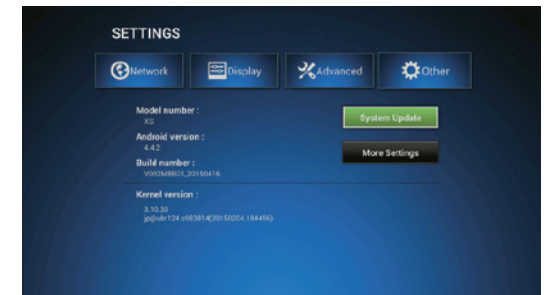 SETTINGS
Network Display Advanced Other
Model number :
XS
System Update
Android version :
4.4.2
More Settings
Build number :
Kernel version :
3.10.33